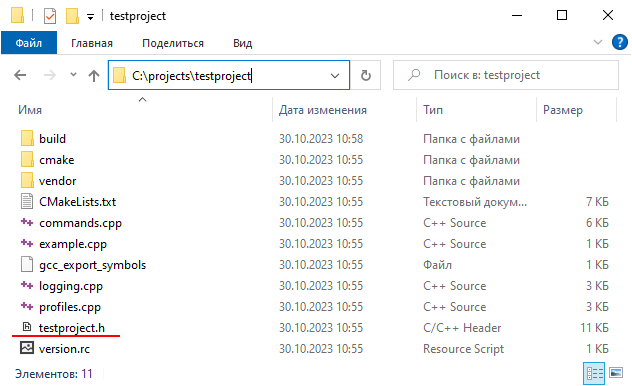 testproject
Файл Главная Поделиться Вид
C:\projects\testproject Поиск в: testproject
Имя Дата изменения Тип Размер
build 30.10.2023 10:58 Папка с файлами
cmake 30.10.2023 10:55 Папка с файлами
vendor 30.10.2023 10:55 Папка с файлами
CMakeLists.txt 30.10.2023 10:55 Текстовый докум... 7 КБ
commands.cpp 30.10.2023 10:55 C++ Source 6 КБ
example.cpp 30.10.2023 10:55 C++ Source 1 КБ
gcc_export_symbols 30.10.2023 10:55 Файл 1 КБ
logging.cpp 30.10.2023 10:55 C++ Source 3 КБ
profiles.cpp 30.10.2023 10:55 C++ Source 3 КБ
testproject.h 30.10.2023 10:55 C/C++ Header 11 КБ
version.rc 30.10.2023 10:55 Resource Script 1 КБ
Элементов: 11